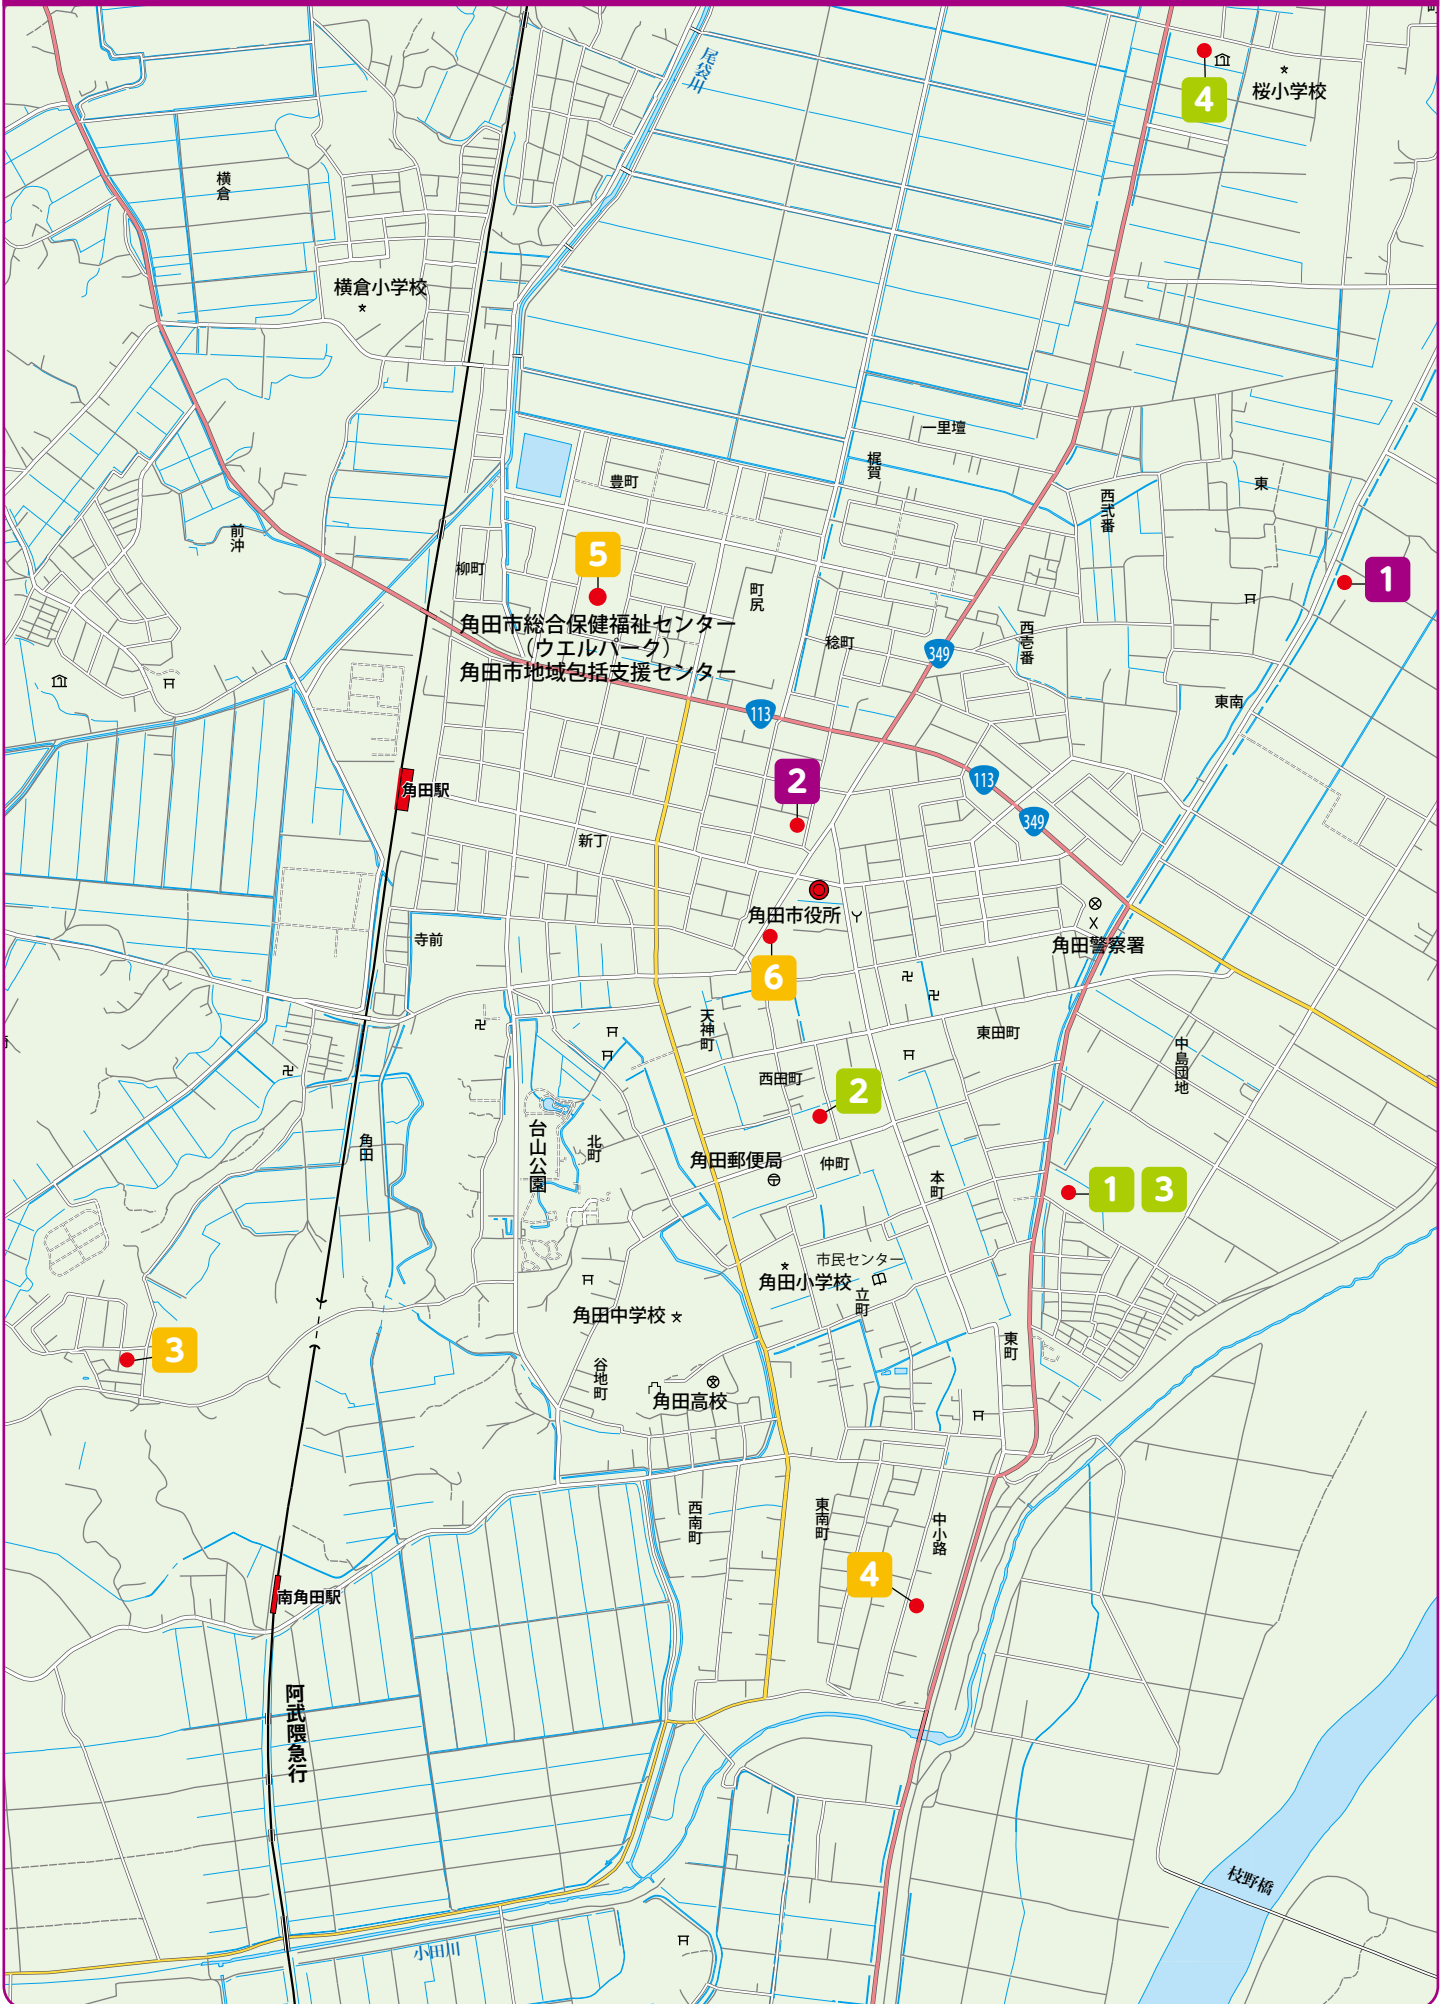 尾袋川
4
桜小学校
横倉
横倉小学校
一里壇
梶賀
豊町
東
西弐番
前沖
5
柳町
町尻
1
角田市総合保健福祉センター
（ウエルパーク）
角田市地域包括支援センター
稔町
西壱番
349
東南
113
2
113
角田駅
349
新丁
角田市役所
寺前
角田警察署
6
天神町
東田町
中島団地
西田町
2
角田
台山公園
北町
角田郵便局
仲町
本町
1
3
市民センター
角田小学校
立町
角田中学校
東町
3
谷地町
角田高校
西南町
東南町
中小路
4
南角田駅
阿武隈急行
枝野橋
小田川